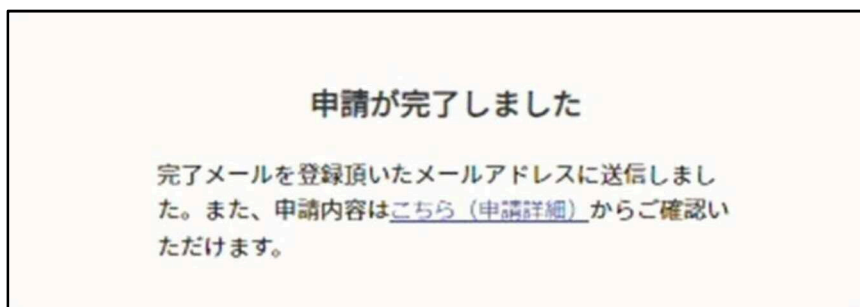 申請が完了しました
完了メールを登録頂いたメールアドレスに送信しまし
た。また、申請内容はこちら（申請詳細）からご確認い
ただけます。